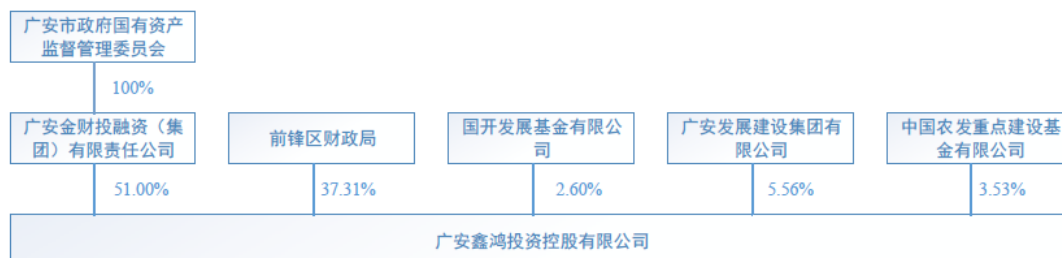 广安市政府国有资产
监督管理委员会
100%
广安金财投融资（集
团）有限责任公司
前锋区财政局
国开发展基金有限公
司
广安发展建设集团有
限公司
中国农发重点建设基
金有限公司
51.00%
37.31%
2.60%
5.56%
3.53%
广安鑫鸿投资控股有限公司